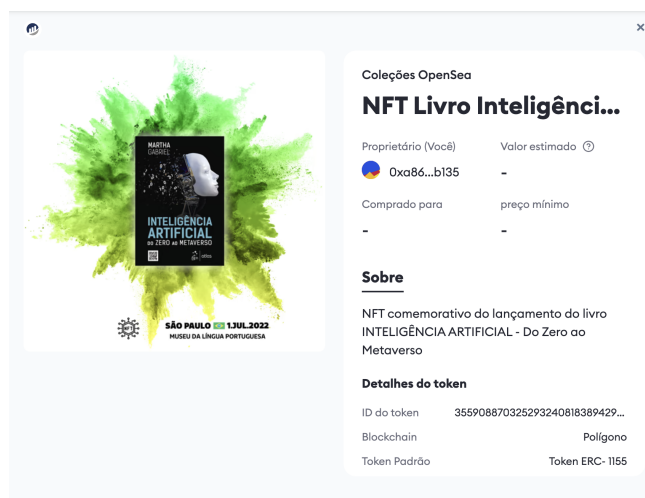 ×
MARTHA
GABRIEL
INTELIGÊNCIA
ARTIFICIAL
DO ZERO AO METAVERSO
atlas
NFT
SÃO PAULO 1.JUL.2022
MUSEU DA LÍNGUA PORTUGUESA
Coleções OpenSea
NFT Livro Inteligênci...
Proprietário (Você) Valor estimado ?
0xa86...b135 -
Comprado para preço mínimo
- -
Sobre
NFT comemorativo do lançamento do livro
INTELIGÊNCIA ARTIFICIAL - Do Zero ao
Metaverso
Detalhes do token
ID do token 355908870325293240818389429...
Blockchain Polígono
Token Padrão Token ERC- 1155